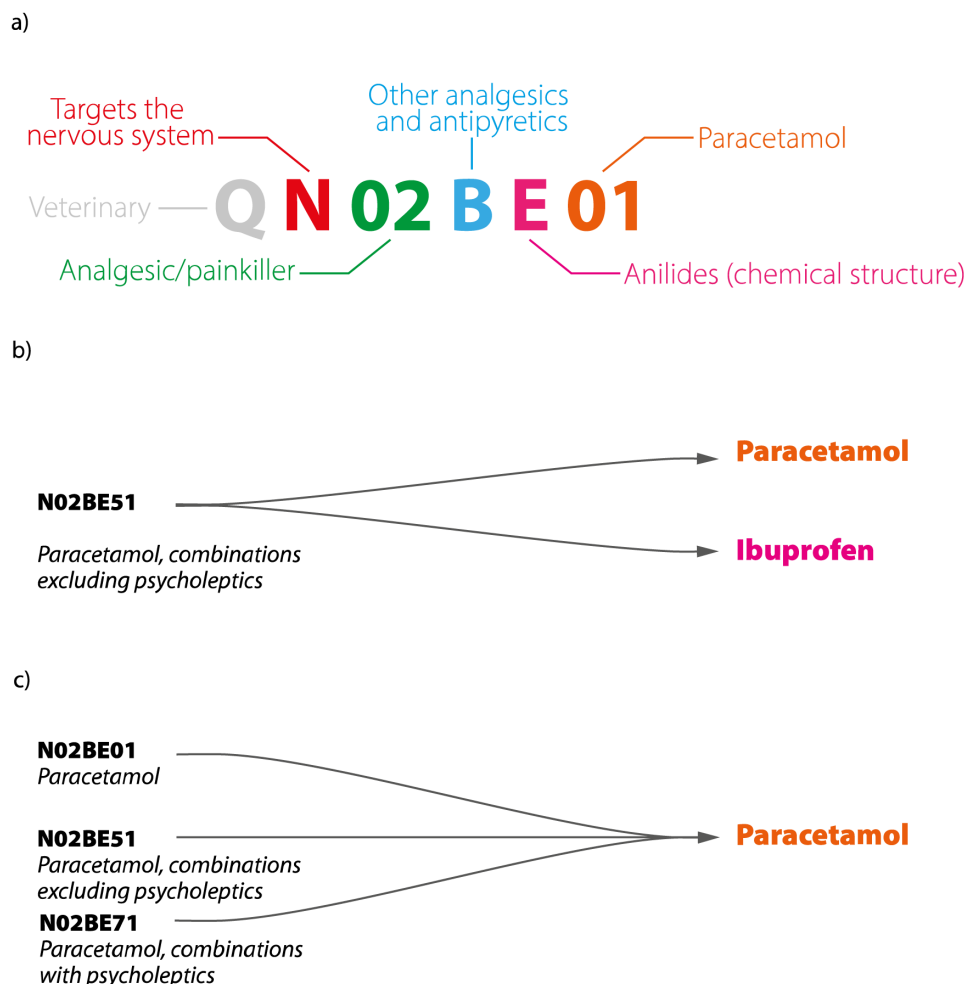 a)
Targets the
nervous system
Other analgesics
and antipyretics
Paracetamol
Veterinary
Q N 02 B E 01
Analgesic/painkiller
Anilides (chemical structure)
b)
Paracetamol
N02BE51
Paracetamol, combinations
excluding psycholeptics
Ibuprofen
c)
N02BE01
Paracetamol
N02BE51
Paracetamol, combinations
excluding psycholeptics
Paracetamol
N02BE71
Paracetamol, combinations
with psycholeptics